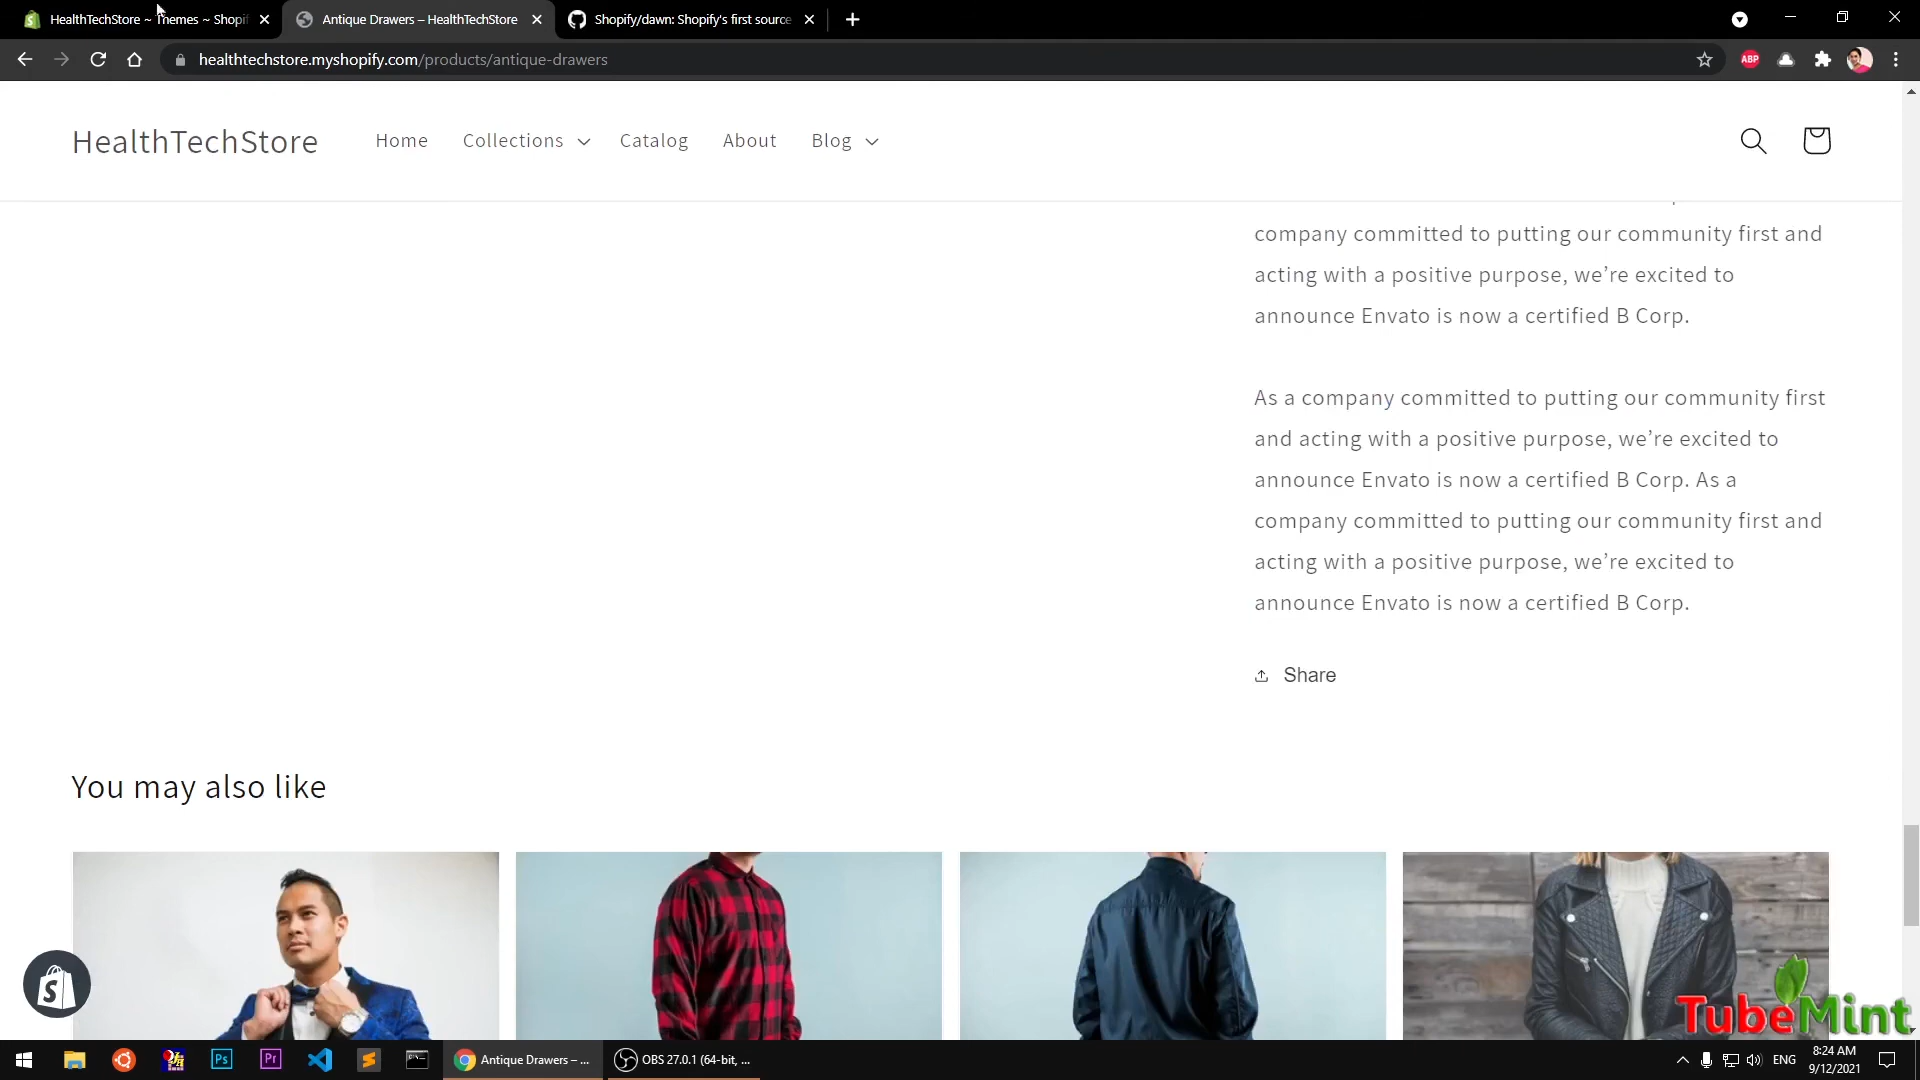 HealthTechStore ~ Themes ~ Shopif
Antique Drawers – HealthTechStore
Shopify/dawn: Shopify's first source
healthtechstore.myshopify.com/products/antique-drawers
ABP
HealthTechStore
Home
Collections
Catalog
About
Blog
company committed to putting our community first and
acting with a positive purpose, we’re excited to
announce Envato is now a certified B Corp.
As a company committed to putting our community first
and acting with a positive purpose, we’re excited to
announce Envato is now a certified B Corp. As a
company committed to putting our community first and
acting with a positive purpose, we’re excited to
announce Envato is now a certified B Corp.
Share
You may also like
TubeMint
Ps
Pr
Antique Drawers – ...
OBS 27.0.1 (64-bit, ...
ENG
8:24 AM
9/12/2021